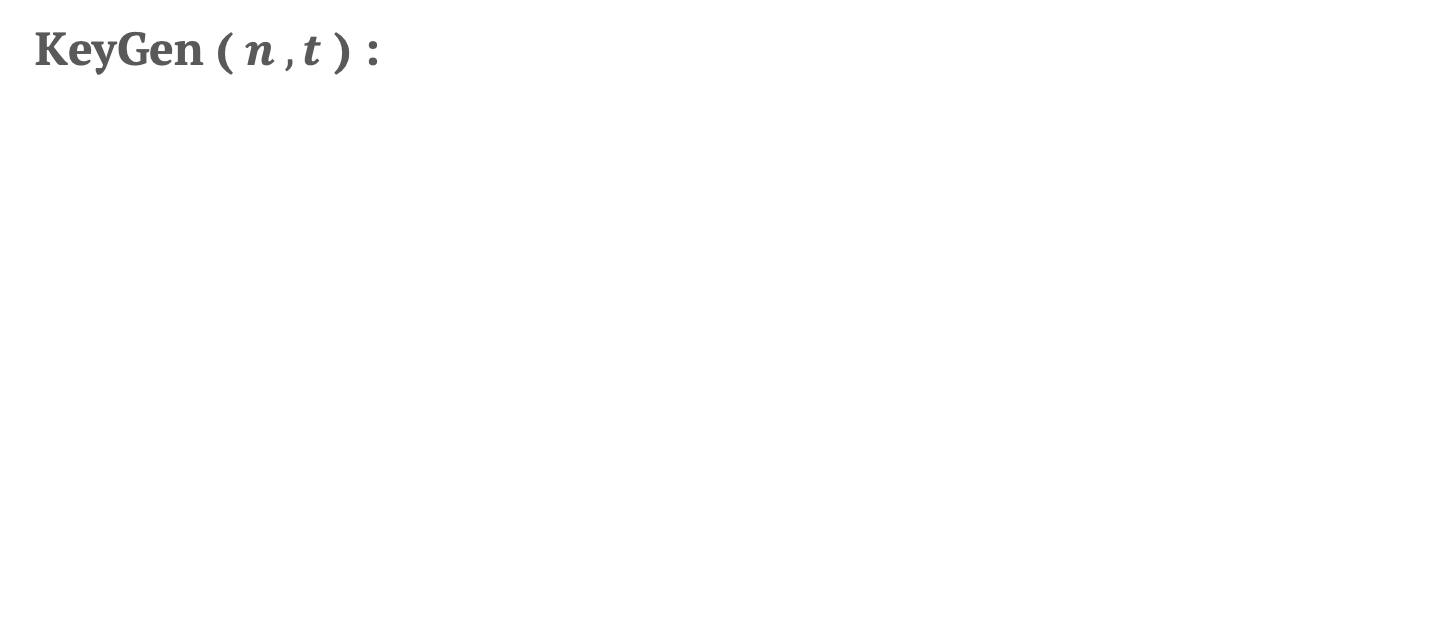 KeyGen ( n , t ) :